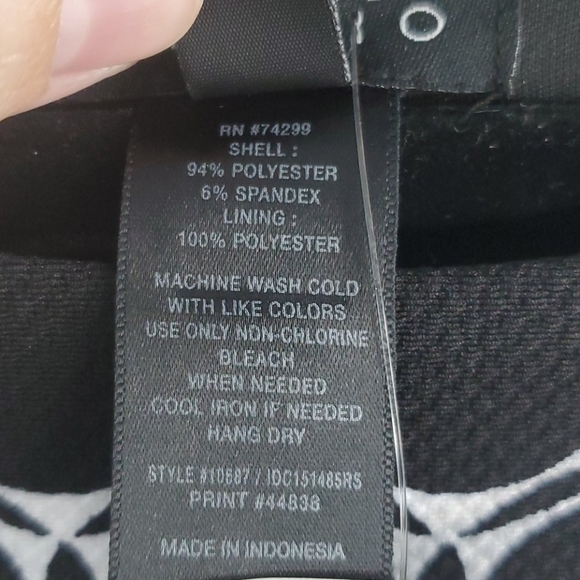 RN #74299
SHELL :
94% POLYESTER
6% SPANDEX
LINING :
100% POLYESTER
MACHINE WASH COLD
WITH LIKE COLORS
USE ONLY NON-CHLORINE
BLEACH
WHEN NEEDED
COOL IRON IF NEEDED
HANG DRY
STYLE #10687 / IDC151485RS
PRINT #44838
MADE IN INDONESIA